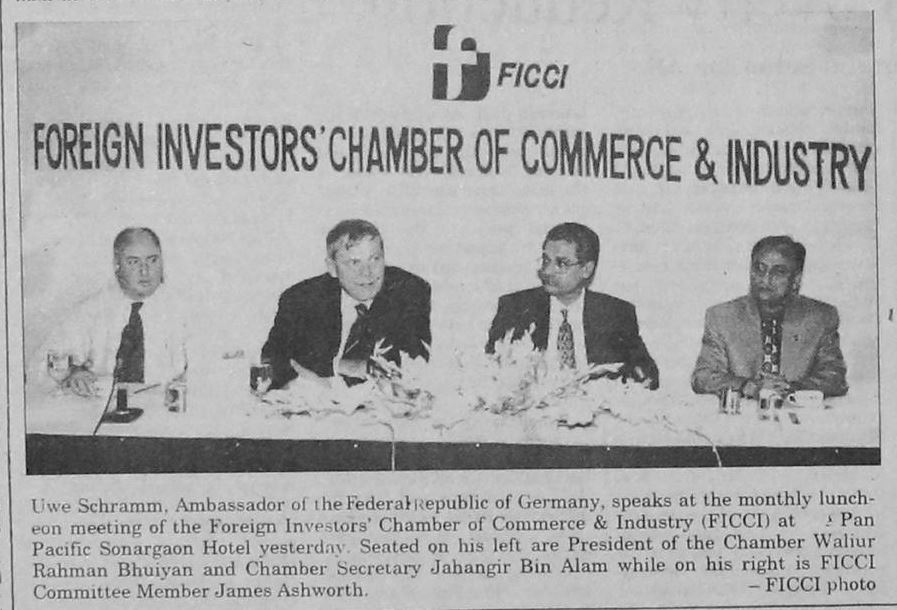 f FICCI
FOREIGN INVESTORS' CHAMBER OF COMMERCE & INDUSTRY
Uwe Schramm, Ambassador of the Federal Republic of Germany, speaks at the monthly lunch-
eon meeting of the Foreign Investors' Chamber of Commerce & Industry (FICCI) at Pan
Pacific Sonargaon Hotel yesterday. Seated on his left are President of the Chamber Waliur
Rahman Bhuiyan and Chamber Secretary Jahangir Bin Alam while on his right is FICCI
Committee Member James Ashworth. – FICCI photo